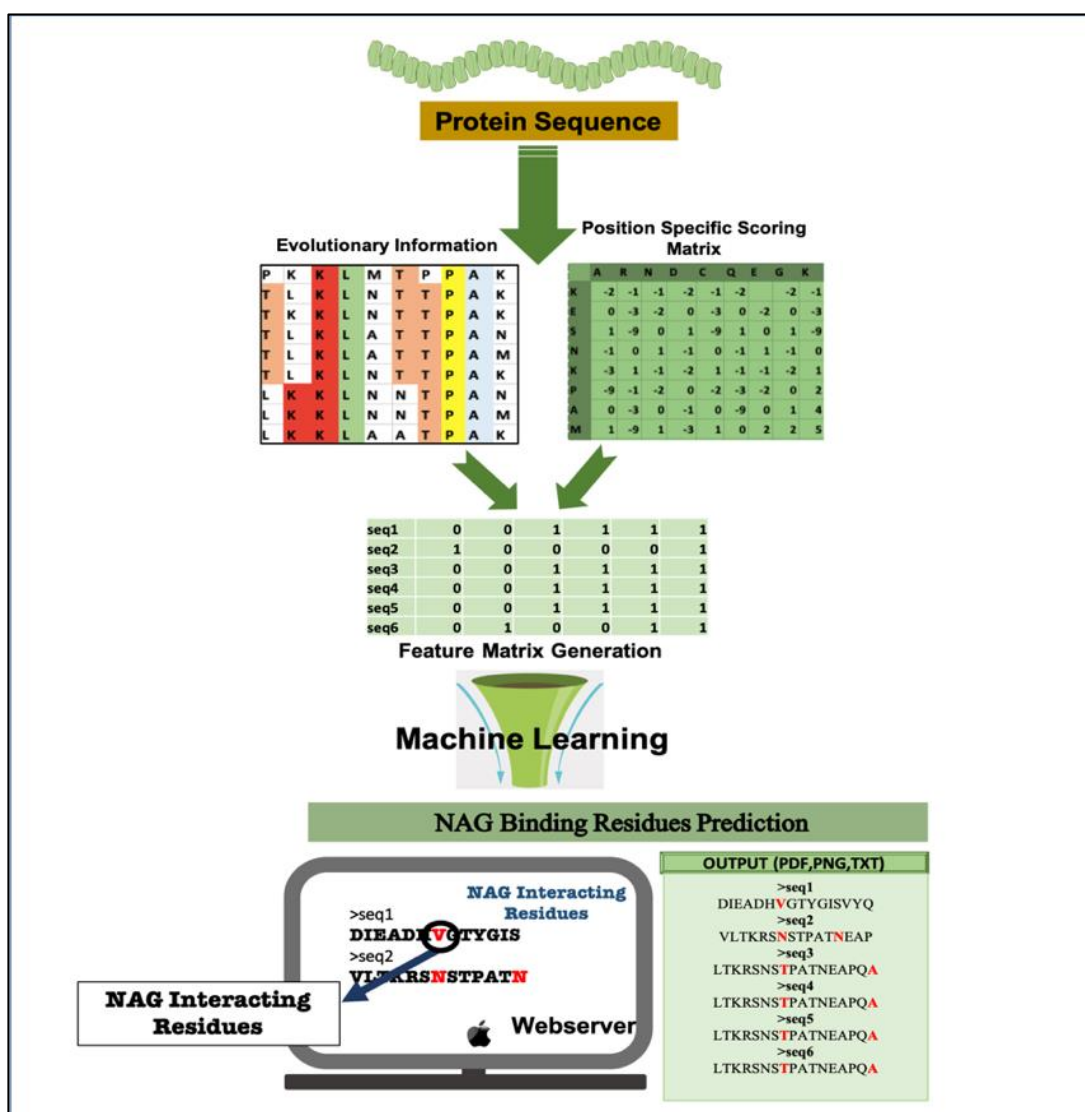 Protein Sequence
Evolutionary Information
P K K L M T P P A K
T L K L N T T P A K
T K K L N T T P A K
T L K L A T T P A N
T L K L A T T P A M
T L K L N T T P A K
L K K L N N T P A N
L K K L N N T P A M
L K K L A A T P A K
Position Specific Scoring
Matrix
A R N D C Q E G K
K -2 -1 -1 -2 -1 -2 -2 -1
E 0 -3 -2 0 -3 0 -2 0 -3
S 1 -9 0 1 -9 1 0 1 -9
N -1 0 1 -1 0 -1 1 -1 0
K -3 1 -1 -2 1 -1 -1 -2 1
P -9 -1 -2 0 -2 -3 -2 0 2
A 0 -3 0 -1 0 -9 0 1 4
M 1 -9 1 -3 1 0 2 2 5
seq1 0 0 1 1 1 1
seq2 1 0 0 0 0 1
seq3 0 0 1 1 1 1
seq4 0 0 1 1 1 1
seq5 0 0 1 1 1 1
seq6 0 1 0 0 1 1
Feature Matrix Generation
Machine Learning
NAG Binding Residues Prediction
NAG Interacting
Residues
>seq1
DIEADHVGTYGIS
>seq2
VLTKRSNSTPATN
NAG Interacting
Residues
Webserver
OUTPUT (PDF,PNG,TXT)
>seq1
DIEADHVGTYGISVYQ
>seq2
VLTKRSNSTPATNEAP
>seq3
LTKRSNSTPATNEAPQA
>seq4
LTKRSNSTPATNEAPQA
>seq5
LTKRSNSTPATNEAPQA
>seq6
LTKRSNSTPATNEAPQA